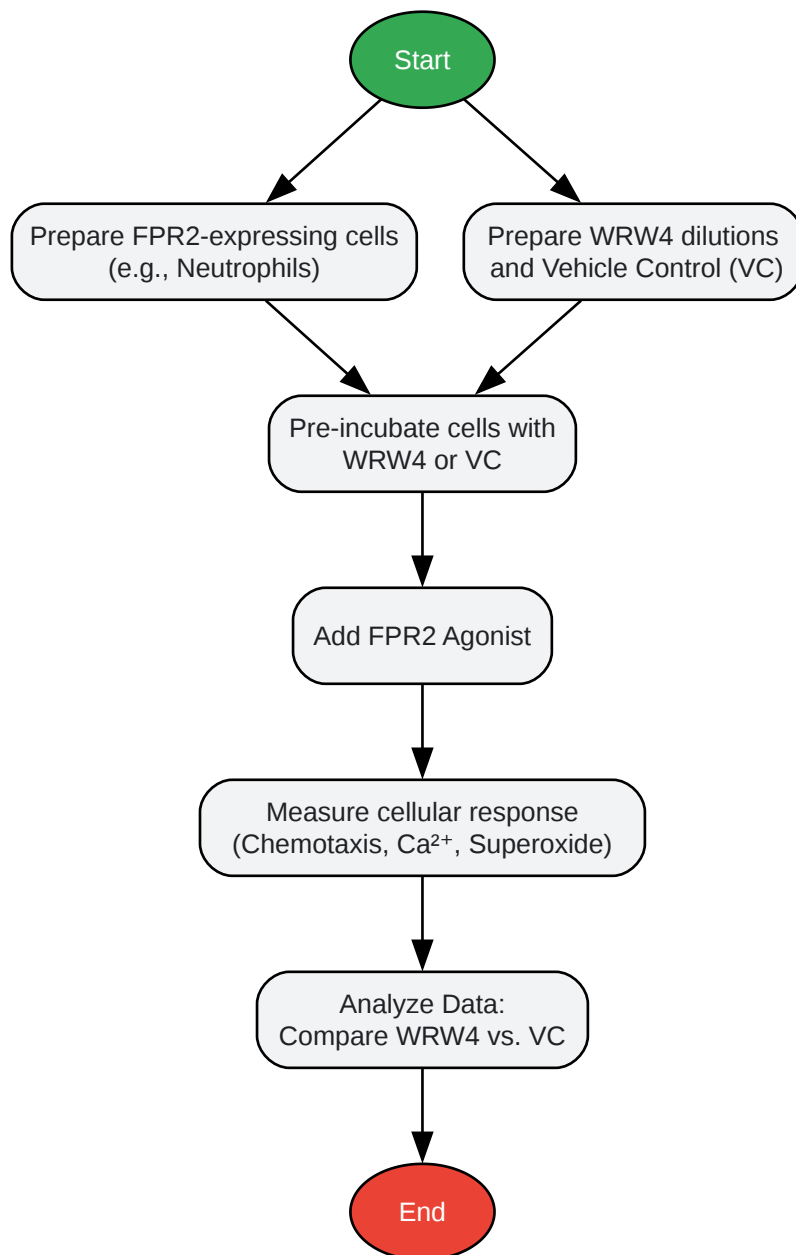 Start
Prepare FPR2-expressing cells
(e.g., Neutrophils)
Prepare WRW4 dilutions
and Vehicle Control (VC)
Pre-incubate cells with
WRW4 or VC
Add FPR2 Agonist
Measure cellular response
(Chemotaxis, Ca²⁺, Superoxide)
Analyze Data:
Compare WRW4 vs. VC
End